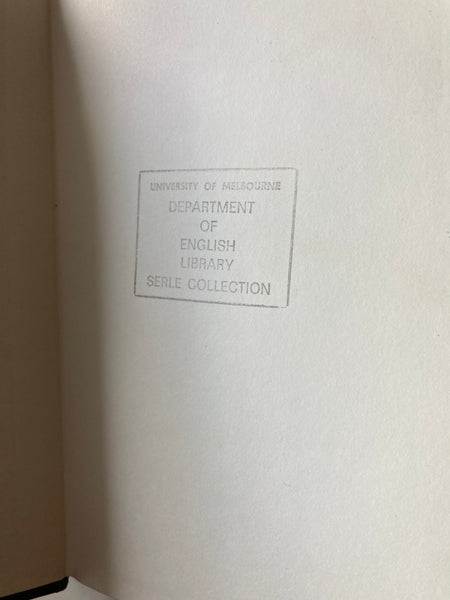 UNIVERSITY OF MELBOURNE
DEPARTMENT
OF
ENGLISH
LIBRARY
SERLE COLLECTION